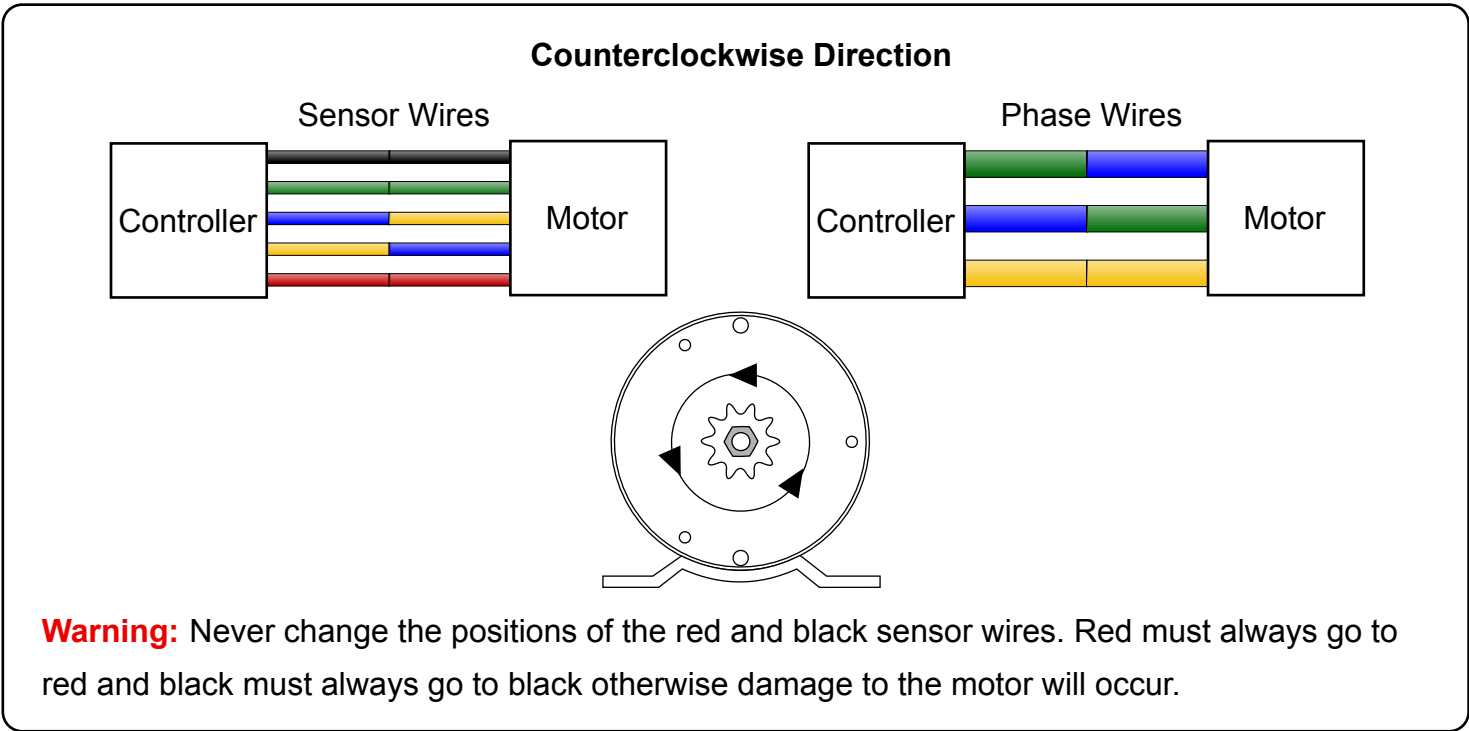 Counterclockwise Direction
Sensor Wires
Phase Wires
Controller
Motor
Controller
Motor
Warning: Never change the positions of the red and black sensor wires. Red must always go to
red and black must always go to black otherwise damage to the motor will occur.